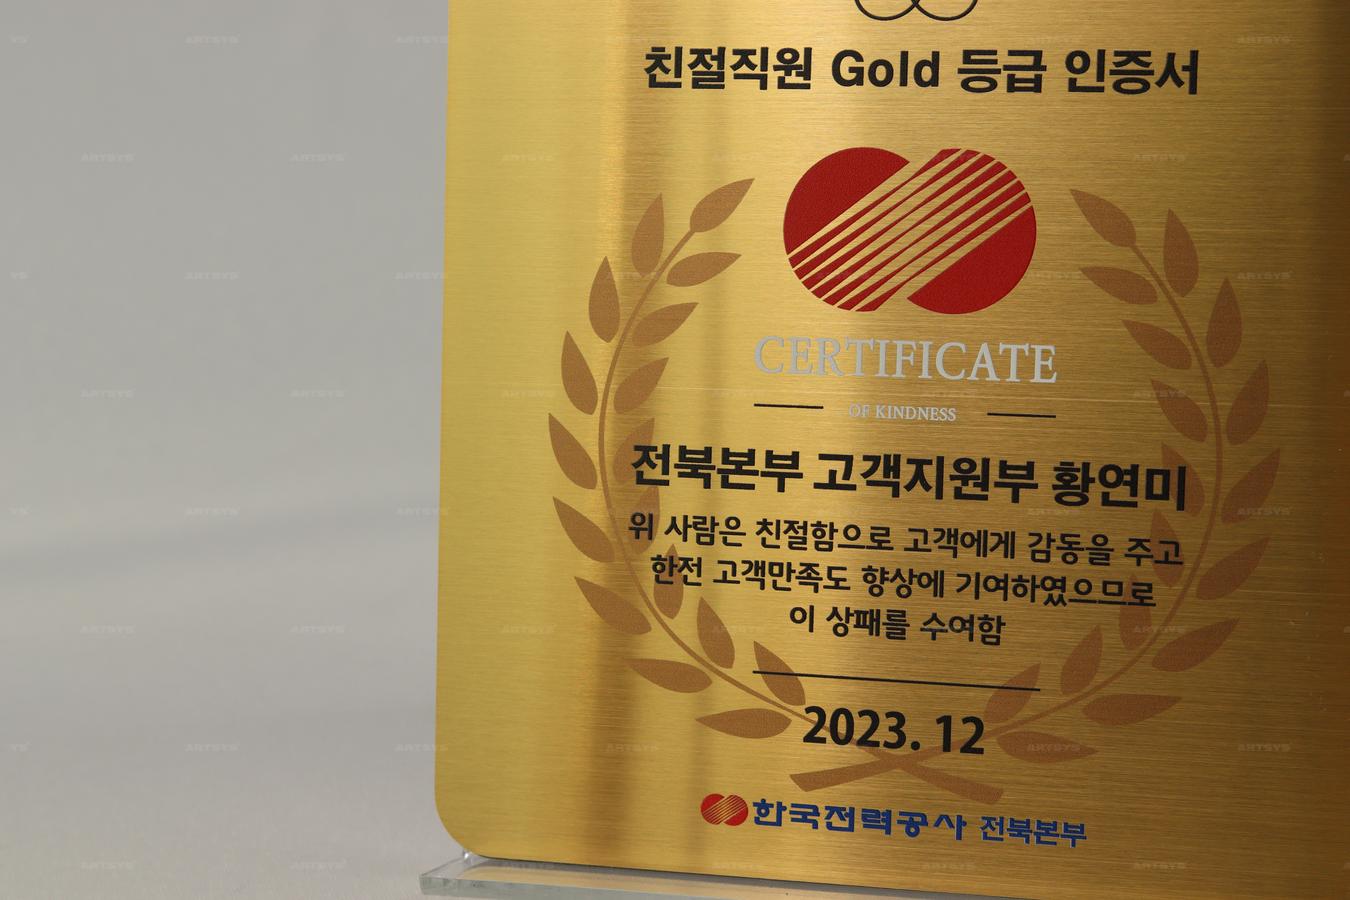 친절직원 Gold 등급 인증서
CERTIFICATE
OF KINDNESS
전북본부 고객지원부 황연미
위 사람은 친절함으로 고객에게 감동을 주고
한전 고객만족도 향상에 기여하였으므로
이 상패를 수여함
2023. 12
한국전력공사 전북본부
ARTSYS